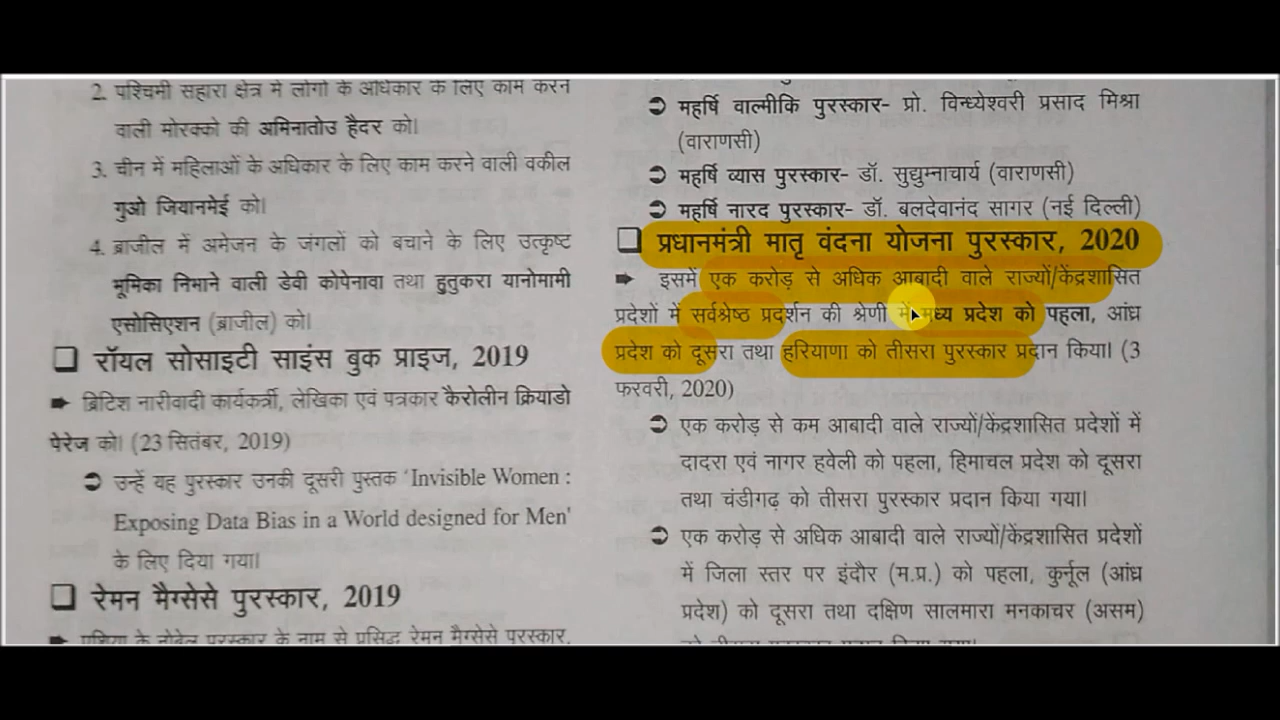 2. पश्चिमी सहारा क्षेत्र में लोगों के अधिकार के लिए काम करने
वाली मोरक्को की अमिनातोउ हैदर को।
3. चीन में महिलाओं के अधिकार के लिए काम करने वाली वकील
गुओ जियानमेई को।
4. ब्राजील में अमेजन के जंगलों को बचाने के लिए उत्कृष्ट
भूमिका निभाने वाली डेवी कोपेनावा तथा हुतुकरा यानोमामी
एसोसिएशन (ब्राजील) को।
❑ रॉयल सोसाइटी साइंस बुक प्राइज, 2019
➡ ब्रिटिश नारीवादी कार्यकर्त्री, लेखिका एवं पत्रकार कैरोलीन क्रियाडो
पेरेज को। (23 सितंबर, 2019)
➲ उन्हें यह पुरस्कार उनकी दूसरी पुस्तक 'Invisible Women :
Exposing Data Bias in a World designed for Men'
के लिए दिया गया।
❑ रेमन मैग्सेसे पुरस्कार, 2019
➡ एशिया के नोबेल पुरस्कार के नाम से प्रसिद्ध रेमन मैग्सेसे पुरस्कार,
➲ महर्षि वाल्मीकि पुरस्कार- प्रो. विन्ध्येश्वरी प्रसाद मिश्रा
(वाराणसी)
➲ महर्षि व्यास पुरस्कार- डॉ. सुद्युम्नाचार्य (वाराणसी)
➲ महर्षि नारद पुरस्कार- डॉ. बलदेवानंद सागर (नई दिल्ली)
❑ प्रधानमंत्री मातृ वंदना योजना पुरस्कार, 2020
➡ इसमें एक करोड़ से अधिक आबादी वाले राज्यों/केंद्रशासित
प्रदेशों में सर्वश्रेष्ठ प्रदर्शन की श्रेणी में मध्य प्रदेश को पहला, आंध्र
प्रदेश को दूसरा तथा हरियाणा को तीसरा पुरस्कार प्रदान किया। (3
फरवरी, 2020)
➲ एक करोड़ से कम आबादी वाले राज्यों/केंद्रशासित प्रदेशों में
दादरा एवं नागर हवेली को पहला, हिमाचल प्रदेश को दूसरा
तथा चंडीगढ़ को तीसरा पुरस्कार प्रदान किया गया।
➲ एक करोड़ से अधिक आबादी वाले राज्यों/केंद्रशासित प्रदेशों
में जिला स्तर पर इंदौर (म.प्र.) को पहला, कुर्नूल (आंध्र
प्रदेश) को दूसरा तथा दक्षिण सालमारा मनकाचर (असम)